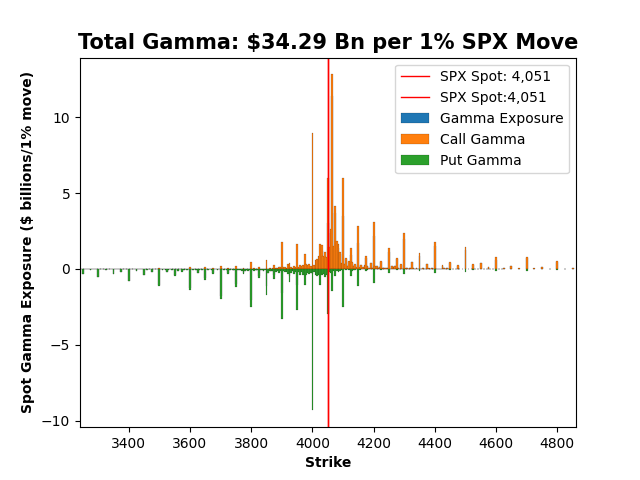 Total Gamma: $34.29 Bn per 1% SPX Move
SPX Spot: 4,051
SPX Spot:4,051
Gamma Exposure
Call Gamma
Put Gamma
Spot Gamma Exposure ($ billions/1% move)
10
5
0
−5
−10
3400 3600 3800 4000 4200 4400 4600 4800
Strike